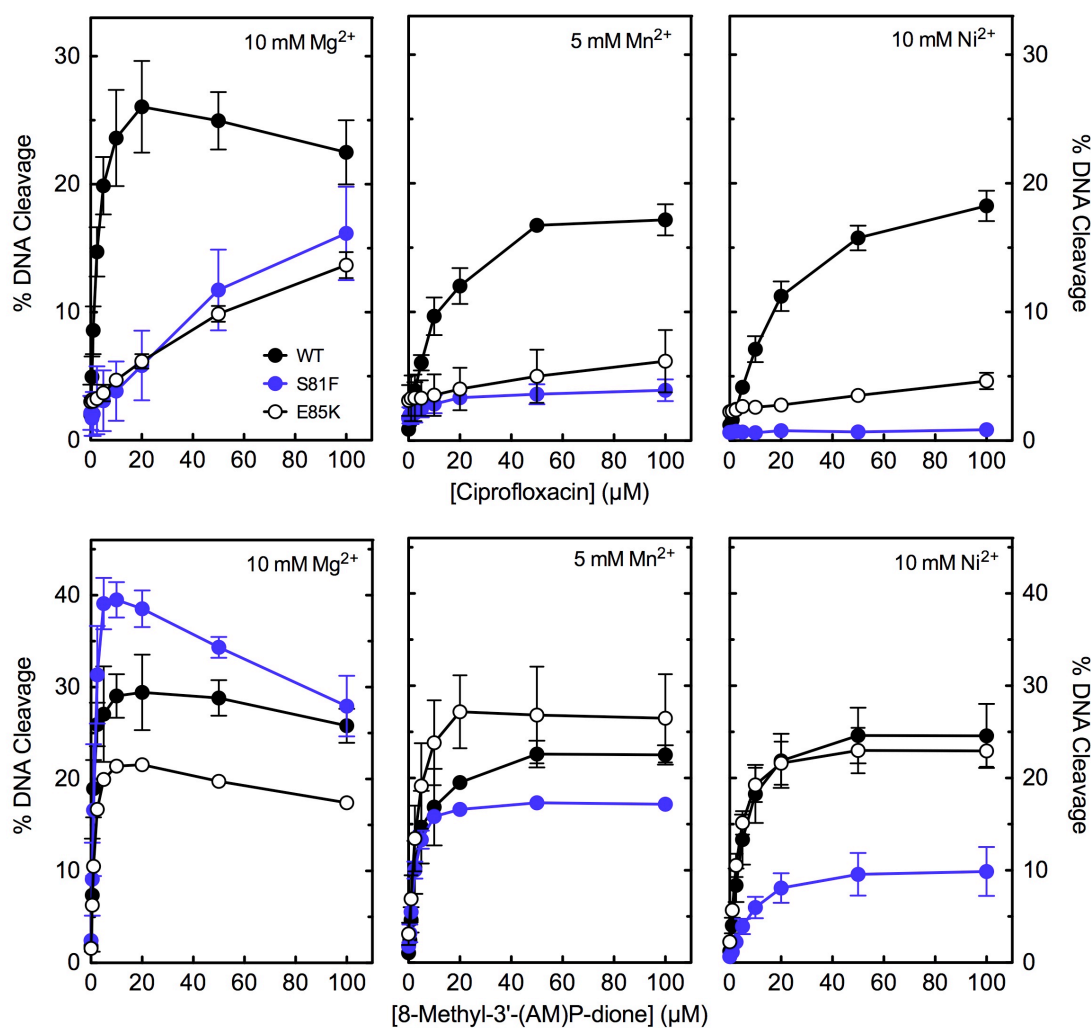 10 mM Mg²⁺
5 mM Mn²⁺
10 mM Ni²⁺
30
20
10
0
% DNA Cleavage
WT
S81F
E85K
30
20
10
0
% DNA Cleavage
0 20 40 60 80 100
0 20 40 60 80 100
0 20 40 60 80 100
[Ciprofloxacin] (µM)
10 mM Mg²⁺
5 mM Mn²⁺
10 mM Ni²⁺
40
30
20
10
0
% DNA Cleavage
40
30
20
10
0
% DNA Cleavage
0 20 40 60 80 100
0 20 40 60 80 100
0 20 40 60 80 100
[8-Methyl-3'-(AM)P-dione] (µM)